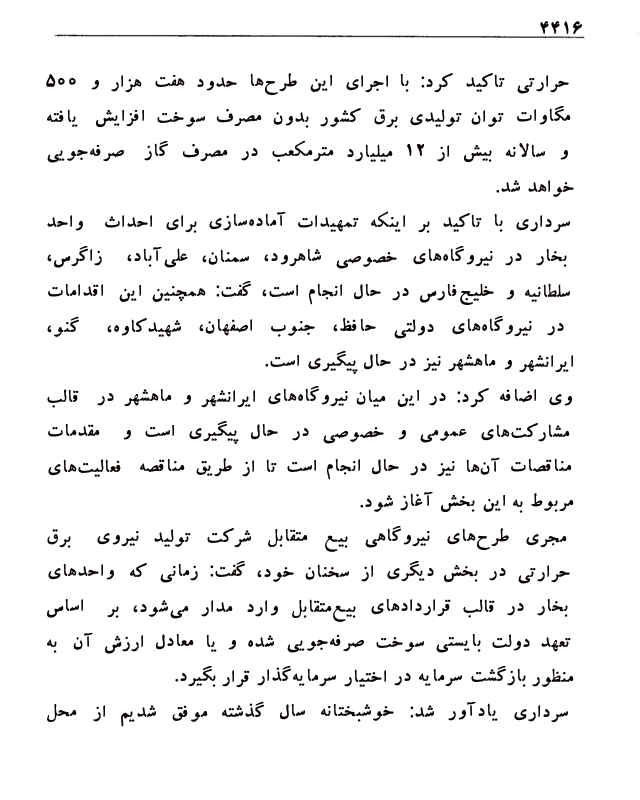 ۴۴۱۶
حرارتی تاکید کرد: با اجرای این طرح‌ها حدود هفت هزار و ۵۰۰
مگاوات توان تولیدی برق کشور بدون مصرف سوخت افزایش یافته
و سالانه بیش از ۱۲ میلیارد مترمکعب در مصرف گاز صرفه‌جویی
خواهد شد.
سرداری با تاکید بر اینکه تمهیدات آماده‌سازی برای احداث واحد
بخار در نیروگاه‌های خصوصی شاهرود، سمنان، علی‌آباد، زاگرس،
سلطانیه و خلیج‌فارس در حال انجام است، گفت: همچنین این اقدامات
در نیروگاه‌های دولتی حافظ، جنوب اصفهان، شهیدکاوه، گنو،
ایرانشهر و ماهشهر نیز در حال پیگیری است.
وی اضافه کرد: در این میان نیروگاه‌های ایرانشهر و ماهشهر در قالب
مشارکت‌های عمومی و خصوصی در حال پیگیری است و مقدمات
مناقصات آن‌ها نیز در حال انجام است تا از طریق مناقصه فعالیت‌های
مربوط به این بخش آغاز شود.
مجری طرح‌های نیروگاهی بیع متقابل شرکت تولید نیروی برق
حرارتی در بخش دیگری از سخنان خود، گفت: زمانی که واحدهای
بخار در قالب قراردادهای بیع‌متقابل وارد مدار می‌شود، بر اساس
تعهد دولت بایستی سوخت صرفه‌جویی شده و یا معادل ارزش آن به
منظور بازگشت سرمایه در اختیار سرمایه‌گذار قرار بگیرد.
سرداری یادآور شد: خوشبختانه سال گذشته موفق شدیم از محل